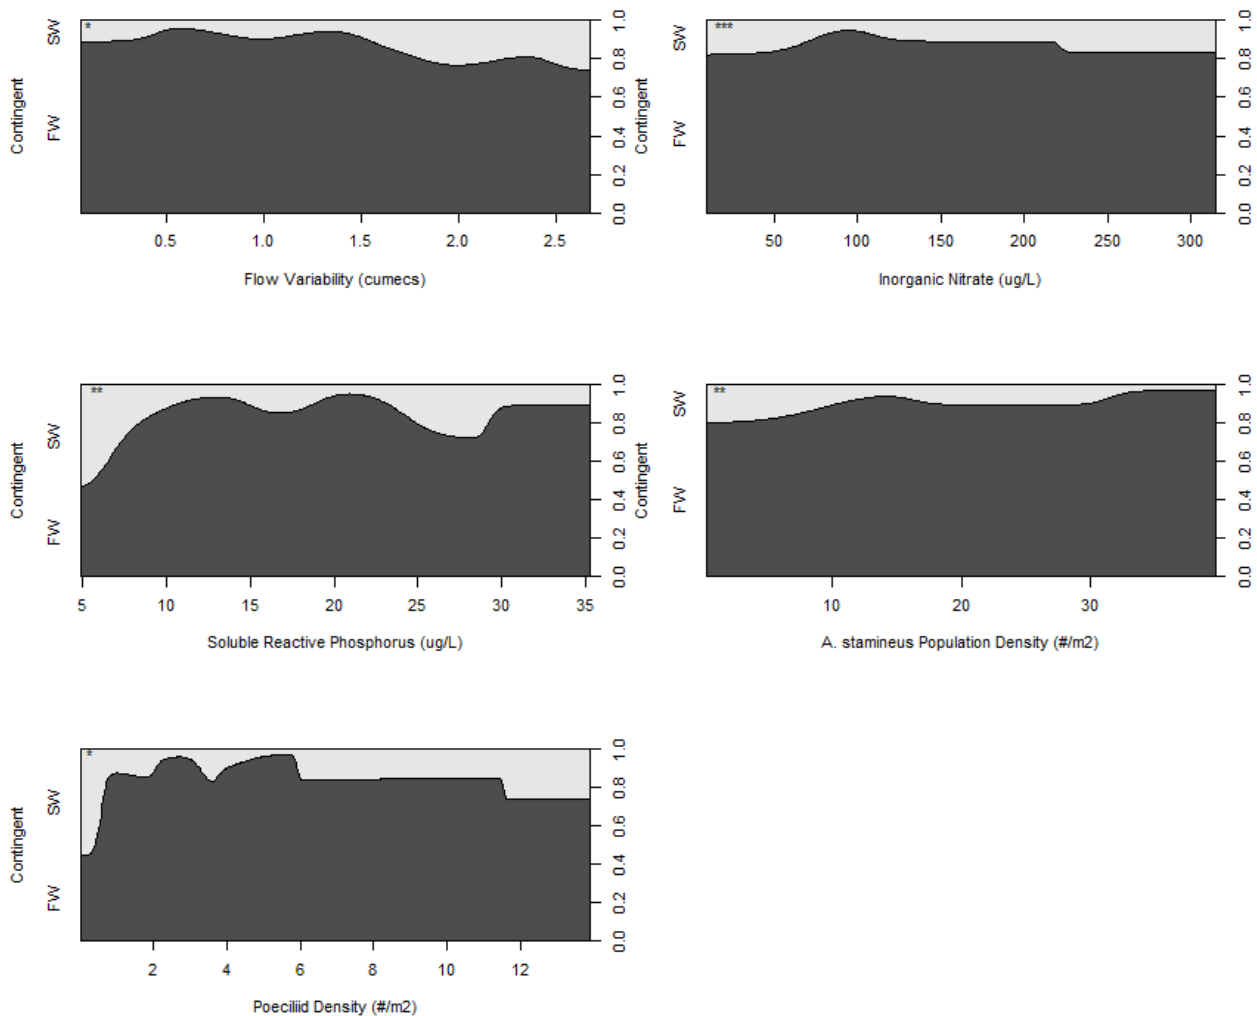 *
SW
FW
Contingent
0.0 0.2 0.4 0.6 0.8 1.0
0.5 1.0 1.5 2.0 2.5
Flow Variability (cumecs)
***
SW
FW
Contingent
0.0 0.2 0.4 0.6 0.8 1.0
50 100 150 200 250 300
Inorganic Nitrate (ug/L)
**
SW
FW
Contingent
0.0 0.2 0.4 0.6 0.8 1.0
5 10 15 20 25 30 35
Soluble Reactive Phosphorus (ug/L)
**
SW
FW
Contingent
0.0 0.2 0.4 0.6 0.8 1.0
10 20 30
A. stamineus Population Density (#/m2)
*
SW
FW
Contingent
0.0 0.2 0.4 0.6 0.8 1.0
2 4 6 8 10 12
Poeciliid Density (#/m2)